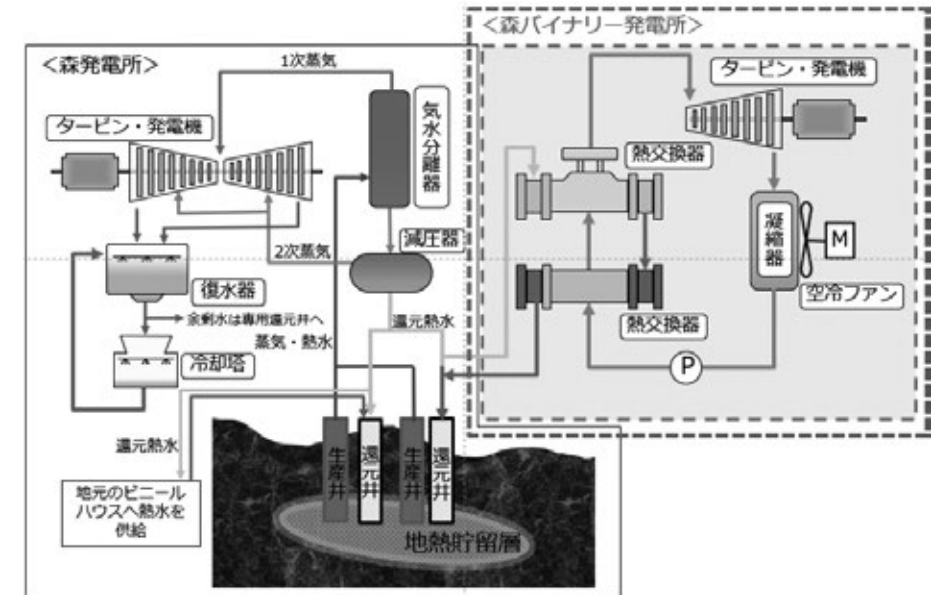 <森バイナリー発電所>
<森発電所>
1次蒸気
タービン・発電機
気水分離器
タービン・発電機
熱交換器
減圧器
2次蒸気
凝縮器
M
復水器
空冷ファン
余剰水は専用還元井へ
還元熱水
熱交換器
蒸気・熱水
冷却塔
P
還元熱水
生産井
還元井
生産井
還元井
地元のビニール
ハウスへ熱水を
供給
地熱貯留層